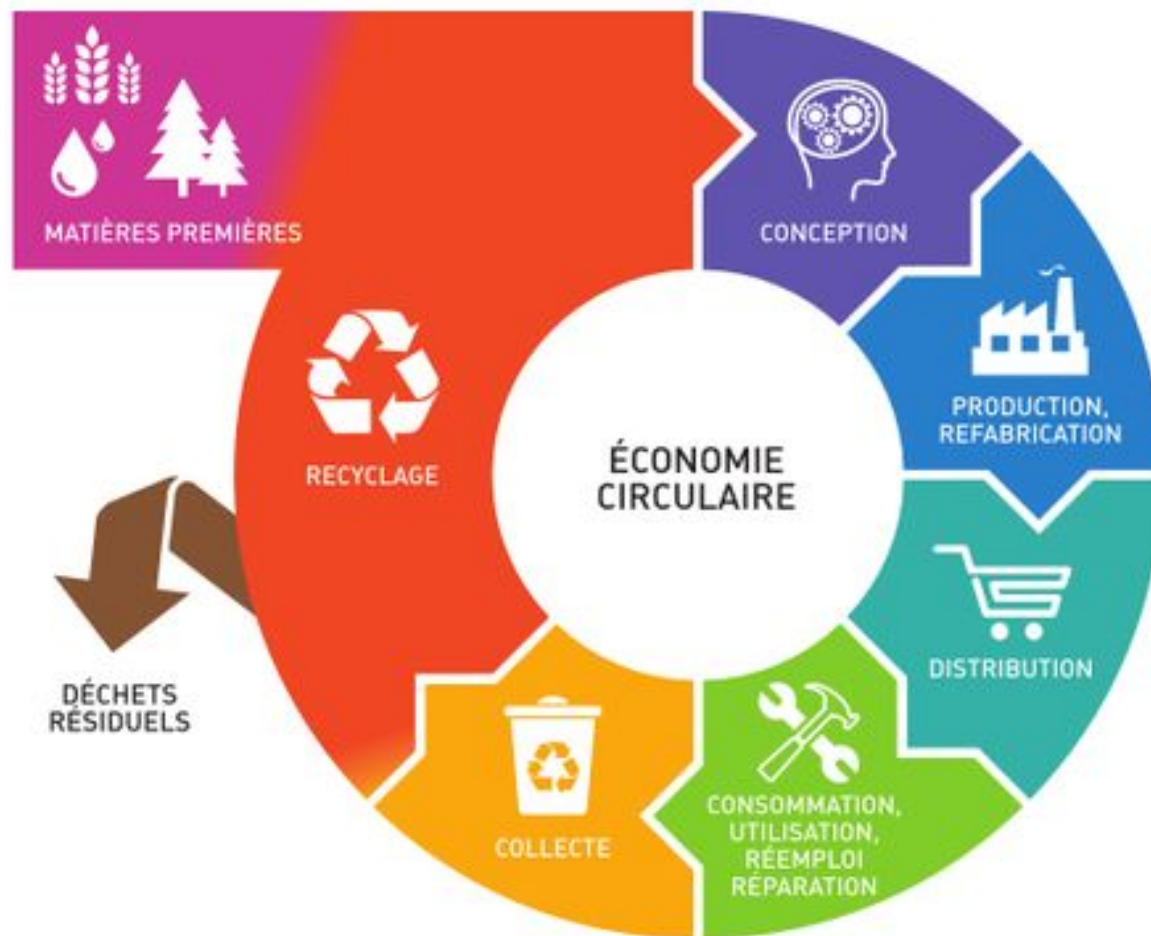 MATIÈRES PREMIÈRES
CONCEPTION
PRODUCTION,
REFABRICATION
RECYCLAGE
ÉCONOMIE
CIRCULAIRE
DISTRIBUTION
DÉCHETS
RÉSIDUELS
CONSOMMATION,
UTILISATION,
RÉEMPLOI
RÉPARATION
COLLECTE